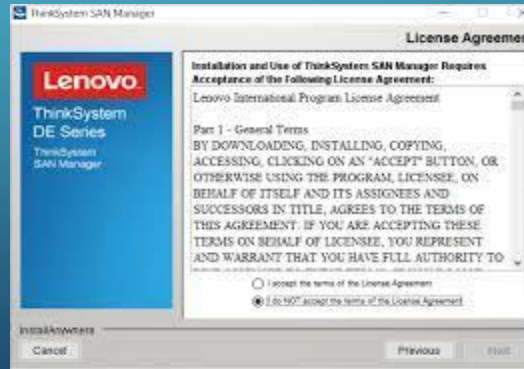 ThinkSystem SAN Manager
License Agreemen
Lenovo.
ThinkSystem
DE Series
ThinkSystem
SAN Manager
Installation and Use of ThinkSystem SAN Manager Requires
Acceptance of the Following License Agreement:
Lenovo International Program License Agreement
Part 1 - General Terms
BY DOWNLOADING, INSTALLING, COPYING,
ACCESSING, CLICKING ON AN "ACCEPT" BUTTON, OR
OTHERWISE USING THE PROGRAM, LICENSEE, ON
BEHALF OF ITSELF AND ITS ASSIGNEES AND
SUCCESSORS IN TITLE, AGREES TO THE TERMS OF
THIS AGREEMENT. IF YOU ARE ACCEPTING THESE
TERMS ON BEHALF OF LICENSEE, YOU REPRESENT
AND WARRANT THAT YOU HAVE FULL AUTHORITY TO
I accept the terms of the License Agreement
I do NOT accept the terms of the License Agreement
InstallAnywhere
Cancel
Previous
Next